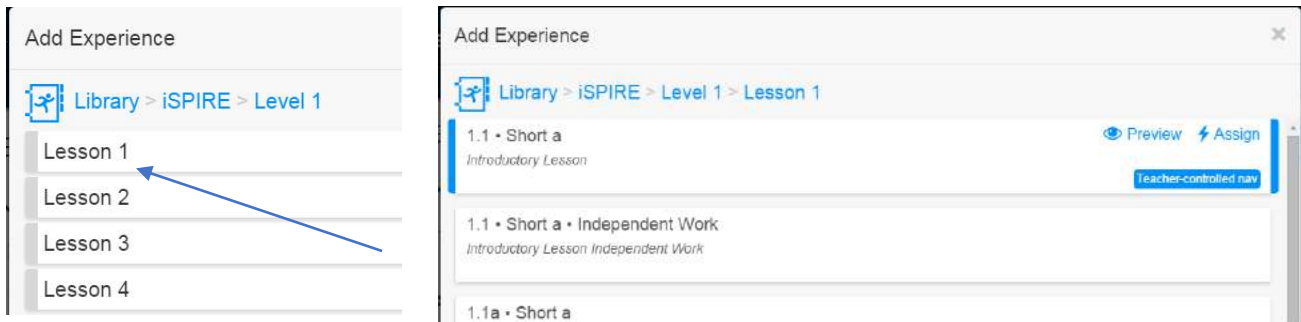 Add Experience
Library > iSPIRE > Level 1
Lesson 1
Lesson 2
Lesson 3
Lesson 4
Add Experience ×
Library > iSPIRE > Level 1 > Lesson 1
1.1 • Short a Preview Assign
Introductory Lesson
Teacher-controlled nav
1.1 • Short a • Independent Work
Introductory Lesson Independent Work
1.1a • Short a